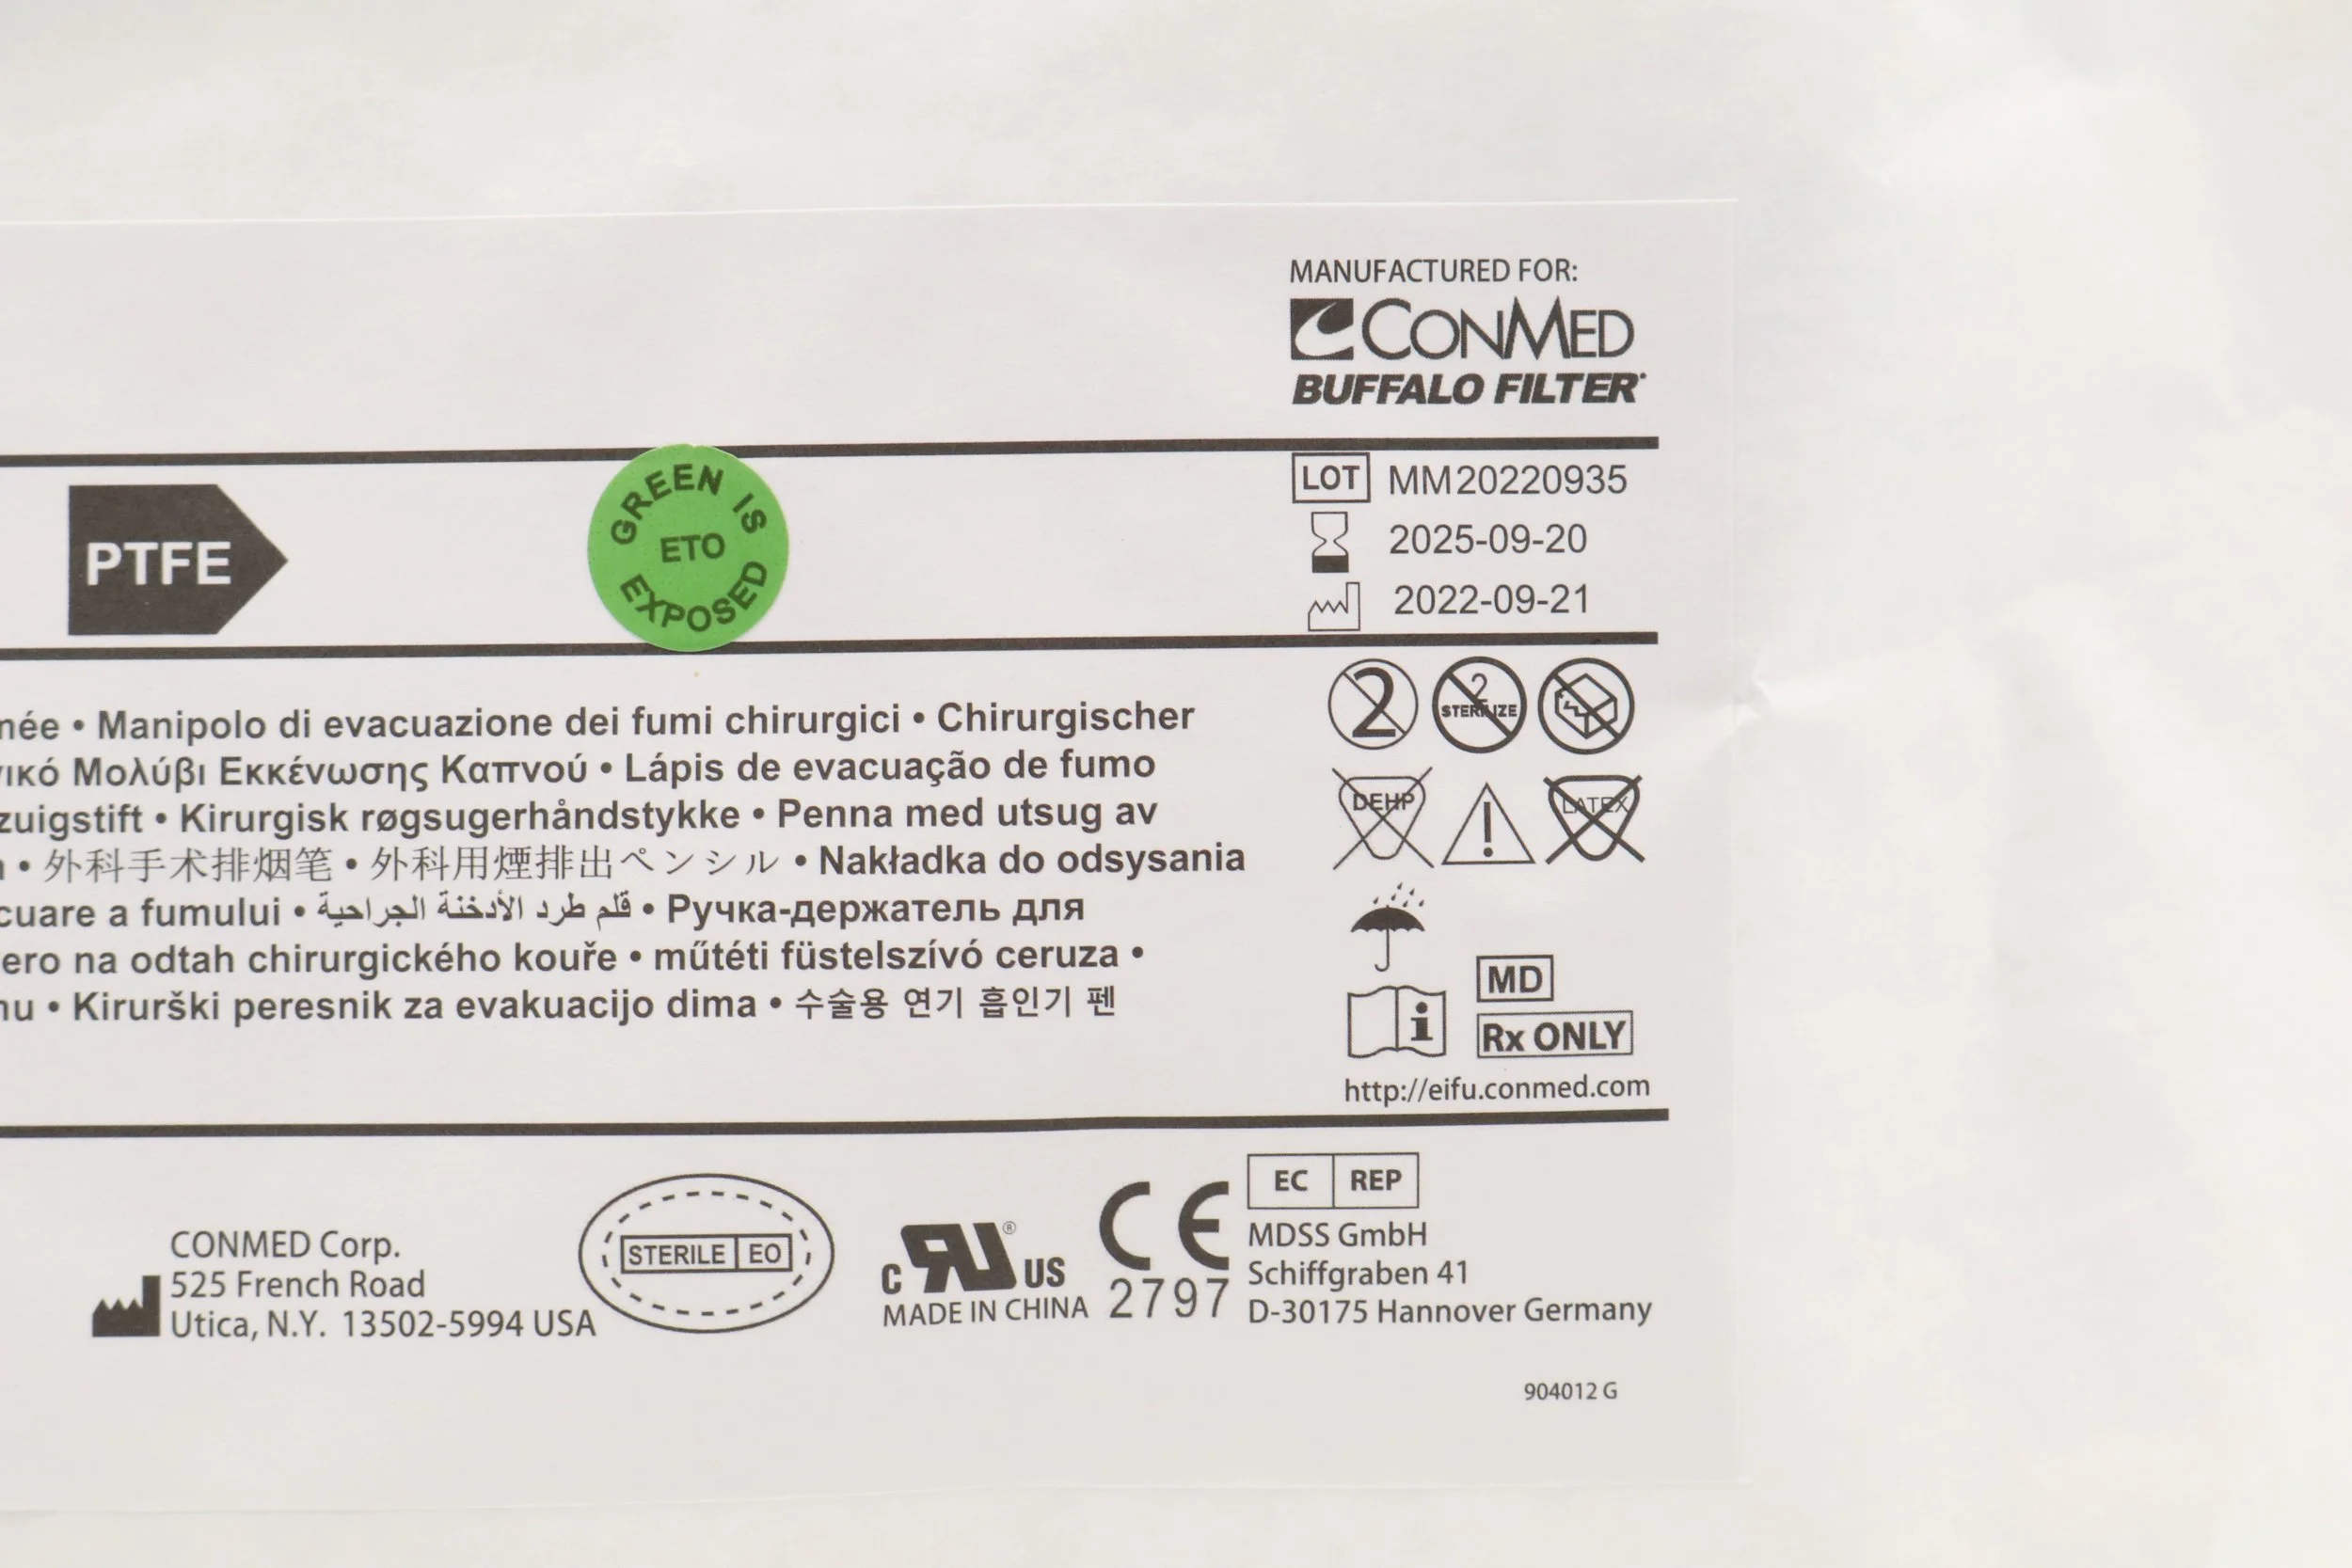 MANUFACTURED FOR:
CONMED
BUFFALO FILTER
PTFE
GREEN IS
ETO
EXPOSED
LOT MM20220935
2025-09-20
2022-09-21
2
2
STERILIZE
DEHP
LATEX
née • Manipolo di evacuazione dei fumi chirurgici • Chirurgischer
ικό Μολύβι Εκκένωσης Καπνού • Lápis de evacuação de fumo
zuigstift • Kirurgisk røgsugerhåndstykke • Penna med utsug av
• 外科手术排烟笔 • 外科用煙排出ペンシル • Nakładka do odsysania
cuare a fumului • قلم طرد الأدخنة الجراحية • Ручка-держатель для
ero na odtah chirurgického kouře • műtéti füstelszívó ceruza •
nu • Kirurški peresnik za evakuacijo dima • 수술용 연기 흡인기 펜
MD
Rx ONLY
http://eifu.conmed.com
CONMED Corp.
525 French Road
Utica, N.Y. 13502-5994 USA
STERILE EO
C RU ® US
MADE IN CHINA
CE
2797
EC REP
MDSS GmbH
Schiffgraben 41
D-30175 Hannover Germany
904012 G